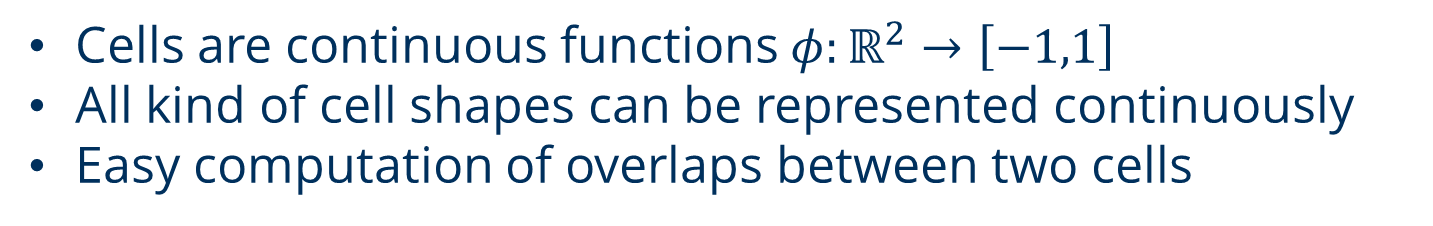 • Cells are continuous functions ϕ: ℝ² → [−1,1]
• All kind of cell shapes can be represented continuously
• Easy computation of overlaps between two cells